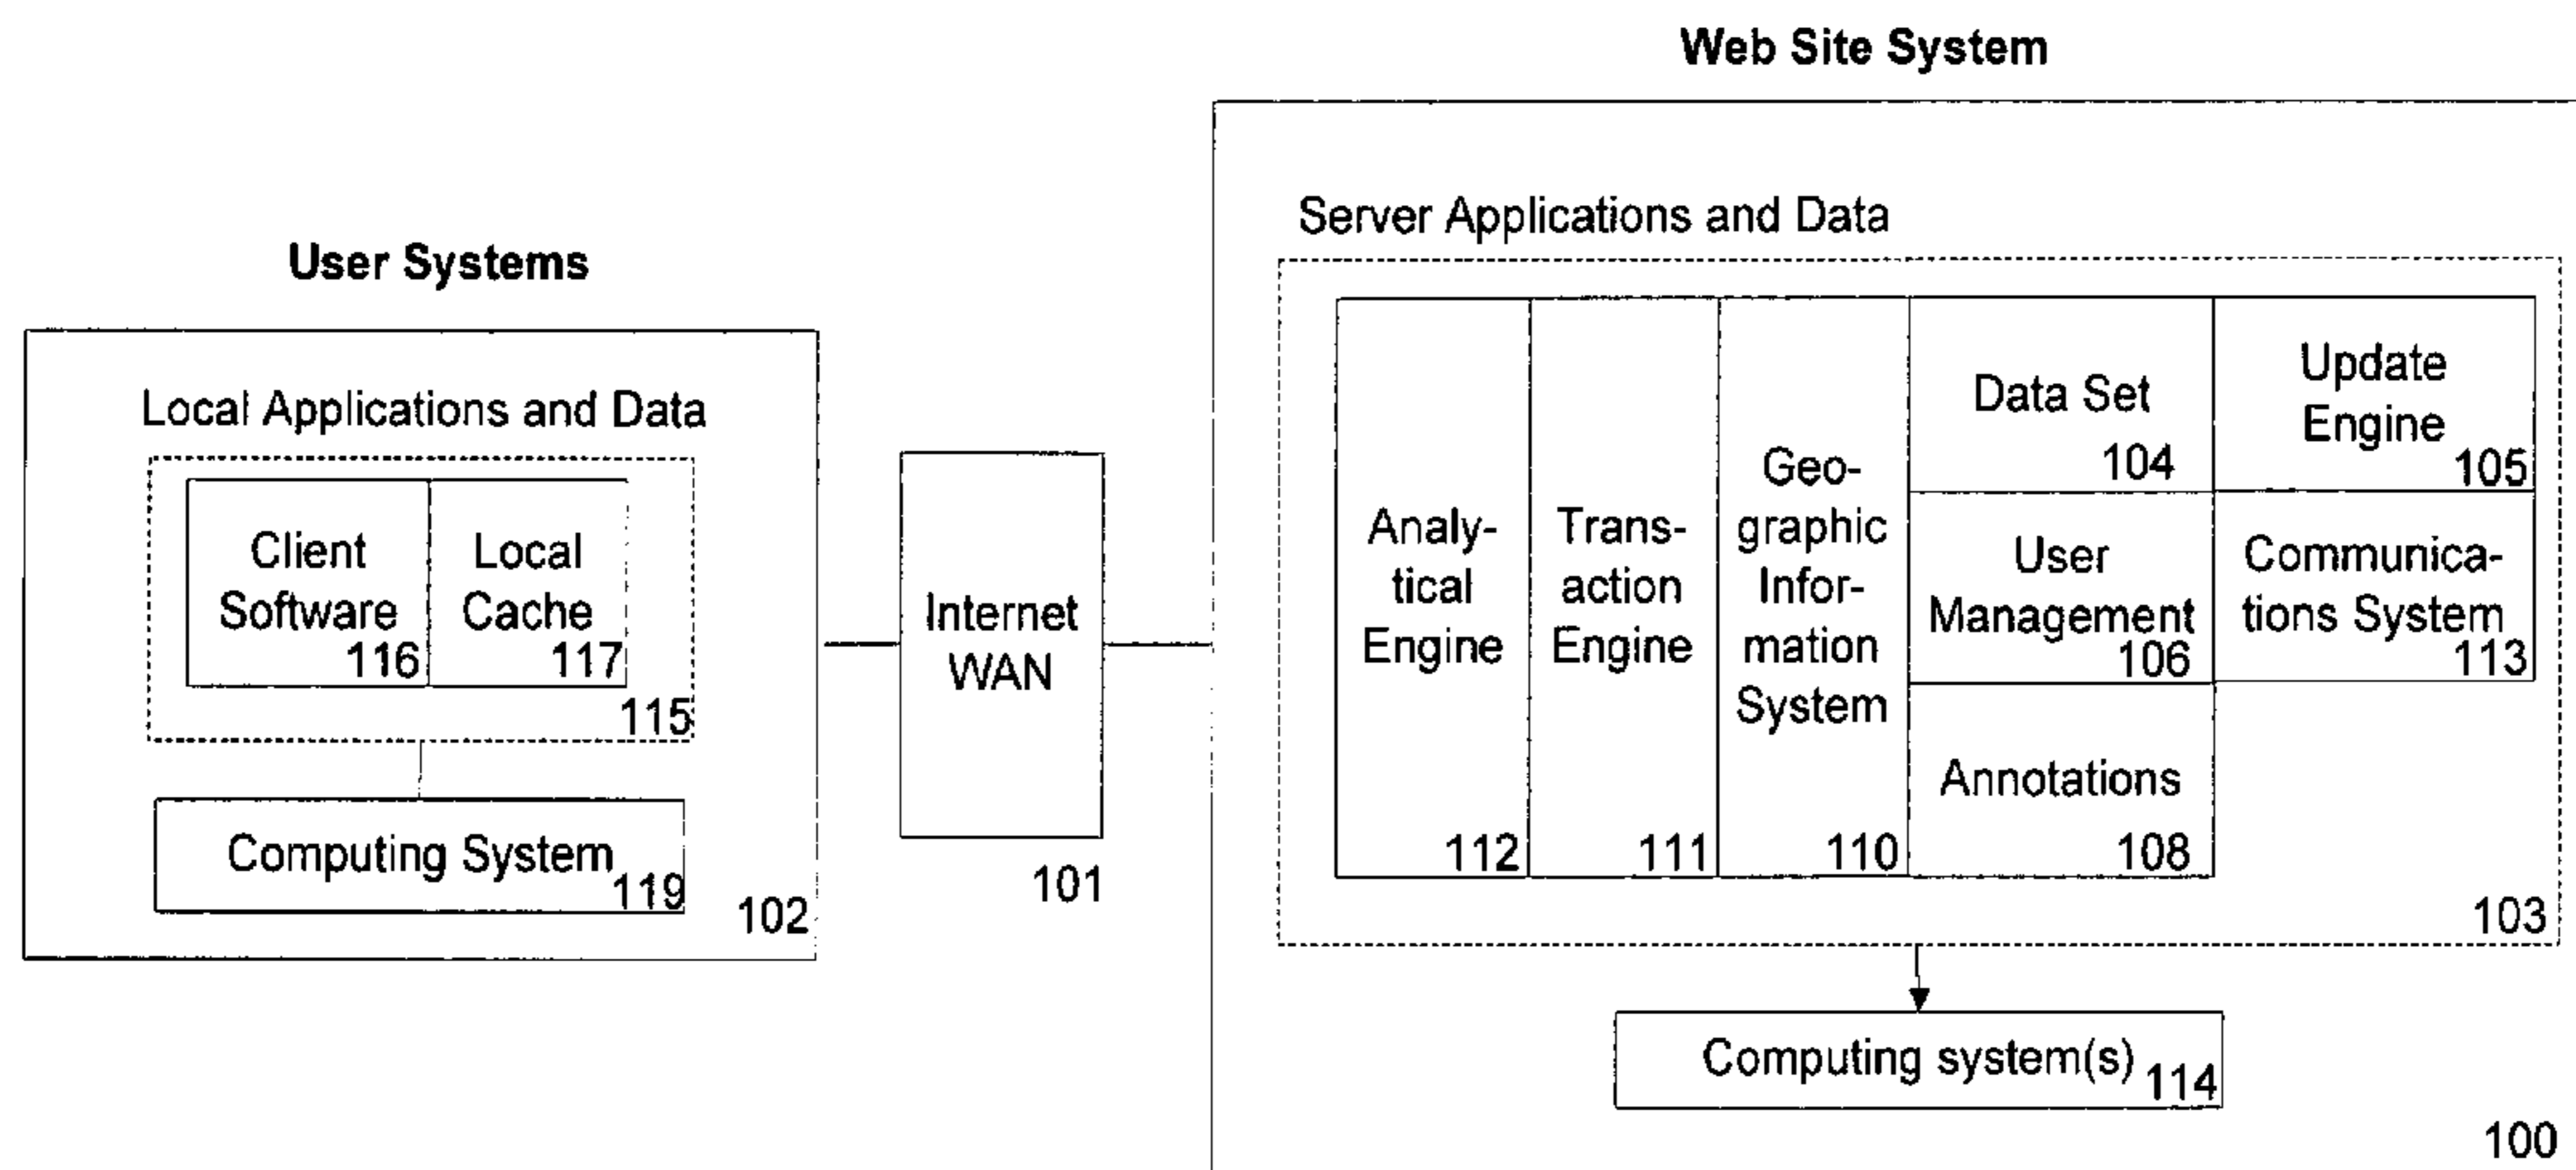 Web Site System
Server Applications and Data
User Systems
Local Applications and Data
Client
Software
116
Local
Cache
117
115
Computing System
119
102
Internet
WAN
101
Analy-
tical
Engine
112
Trans-
action
Engine
111
Geo-
graphic
Infor-
mation
System
110
Data Set
104
Update
Engine
105
User
Management
106
Communica-
tions System
113
Annotations
108
103
Computing system(s)
114
100